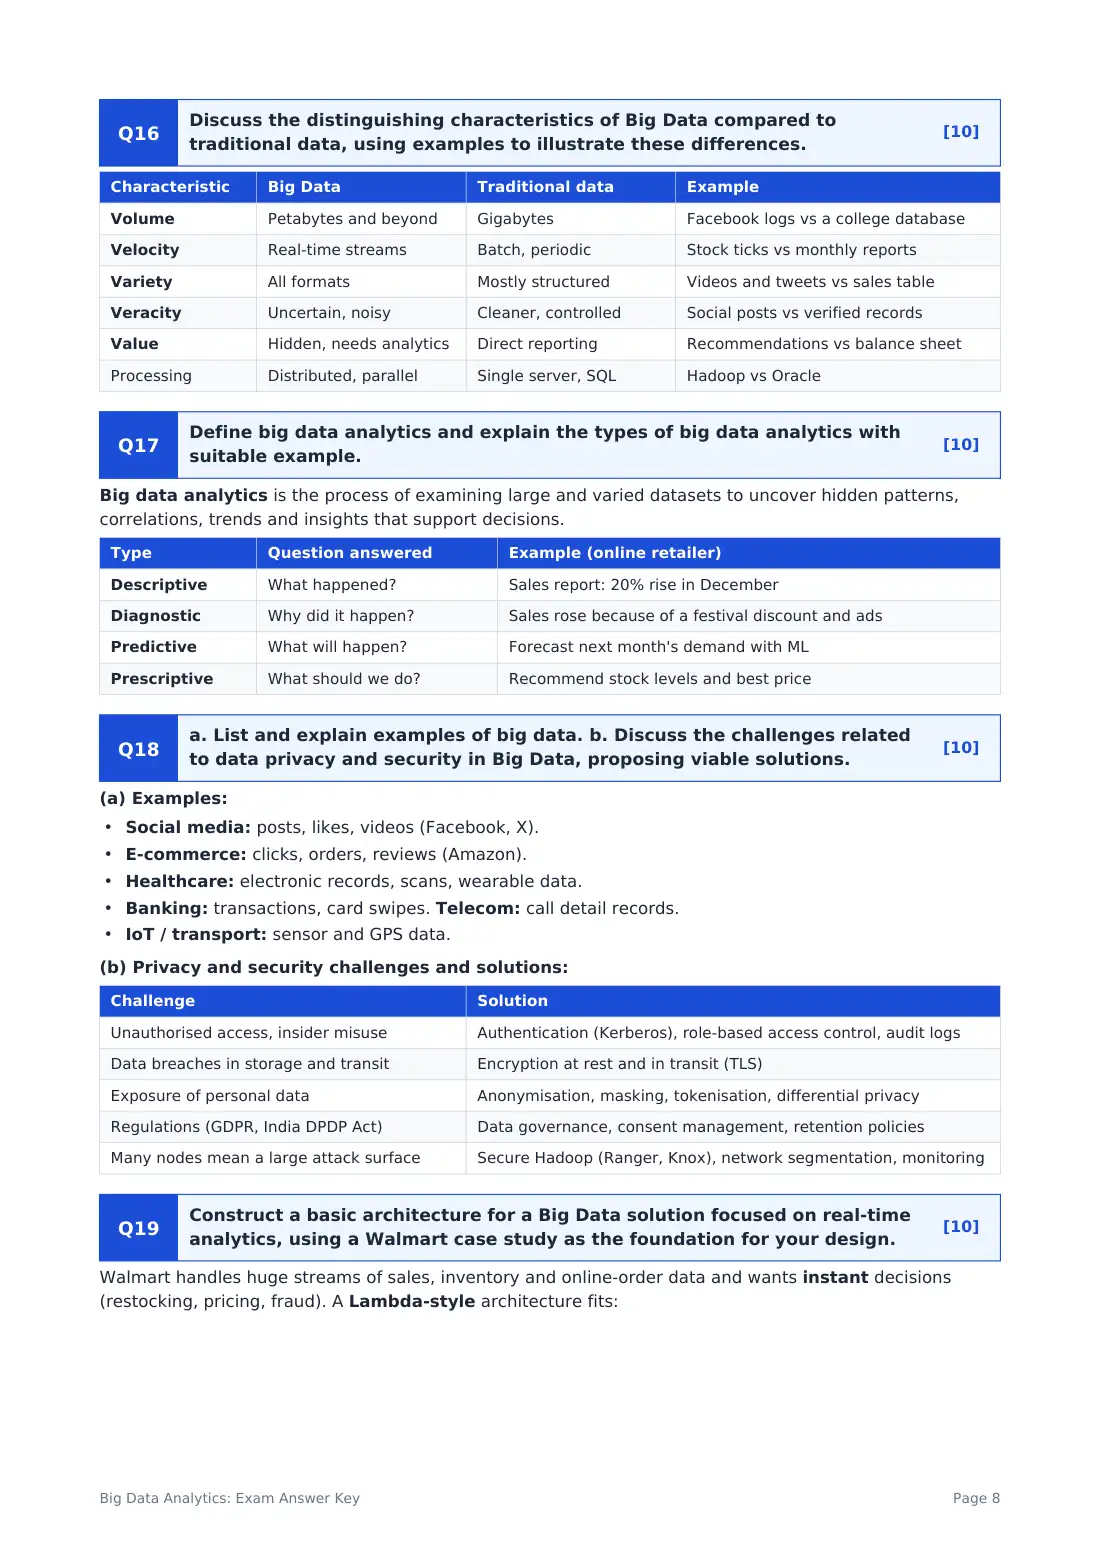 Q16
Discuss the distinguishing characteristics of Big Data compared to
traditional data, using examples to illustrate these differences.
[10]
Characteristic Big Data Traditional data Example
Volume Petabytes and beyond Gigabytes Facebook logs vs a college database
Velocity Real-time streams Batch, periodic Stock ticks vs monthly reports
Variety All formats Mostly structured Videos and tweets vs sales table
Veracity Uncertain, noisy Cleaner, controlled Social posts vs verified records
Value Hidden, needs analytics Direct reporting Recommendations vs balance sheet
Processing Distributed, parallel Single server, SQL Hadoop vs Oracle
Q17
Define big data analytics and explain the types of big data analytics with
suitable example.
[10]
Big data analytics is the process of examining large and varied datasets to uncover hidden patterns,
correlations, trends and insights that support decisions.
Type Question answered Example (online retailer)
Descriptive What happened? Sales report: 20% rise in December
Diagnostic Why did it happen? Sales rose because of a festival discount and ads
Predictive What will happen? Forecast next month's demand with ML
Prescriptive What should we do? Recommend stock levels and best price
Q18
a. List and explain examples of big data. b. Discuss the challenges related
to data privacy and security in Big Data, proposing viable solutions.
[10]
(a) Examples:
• Social media: posts, likes, videos (Facebook, X).
• E-commerce: clicks, orders, reviews (Amazon).
• Healthcare: electronic records, scans, wearable data.
• Banking: transactions, card swipes. Telecom: call detail records.
• IoT / transport: sensor and GPS data.
(b) Privacy and security challenges and solutions:
Challenge Solution
Unauthorised access, insider misuse Authentication (Kerberos), role-based access control, audit logs
Data breaches in storage and transit Encryption at rest and in transit (TLS)
Exposure of personal data Anonymisation, masking, tokenisation, differential privacy
Regulations (GDPR, India DPDP Act) Data governance, consent management, retention policies
Many nodes mean a large attack surface Secure Hadoop (Ranger, Knox), network segmentation, monitoring
Q19
Construct a basic architecture for a Big Data solution focused on real-time
analytics, using a Walmart case study as the foundation for your design.
[10]
Walmart handles huge streams of sales, inventory and online-order data and wants instant decisions
(restocking, pricing, fraud). A Lambda-style architecture fits:
Big Data Analytics: Exam Answer Key Page 8